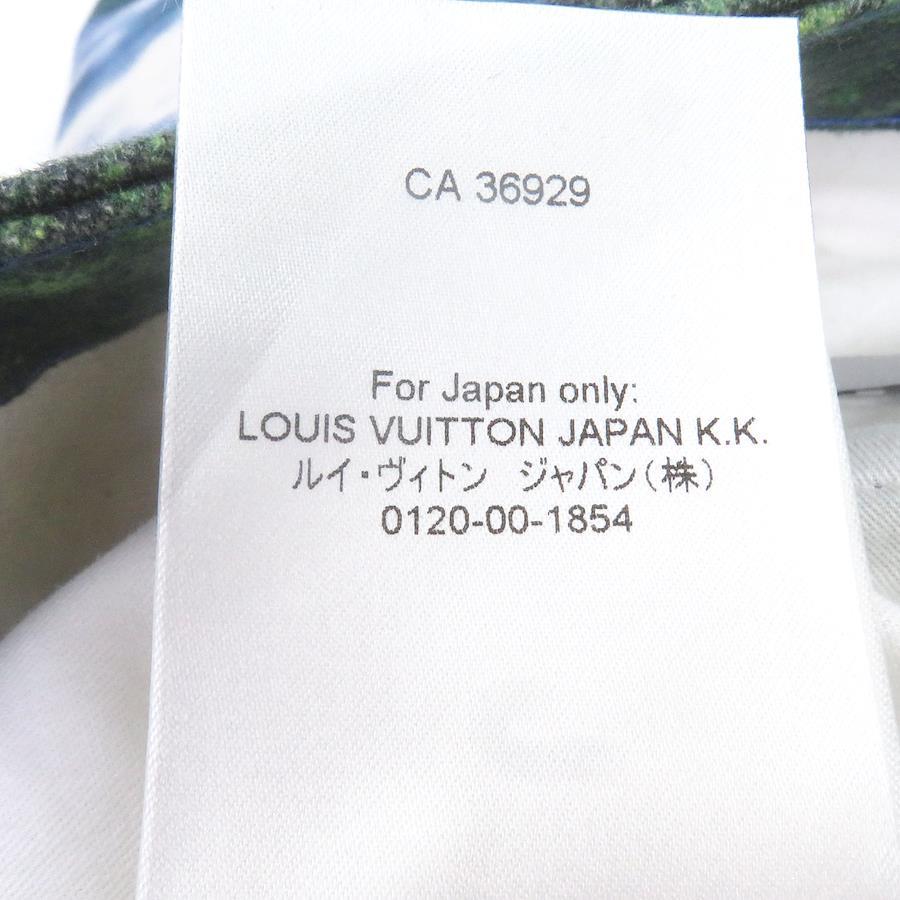 CA 36929
For Japan only:
LOUIS VUITTON JAPAN K.K.
ルイ・ヴィトン ジャパン(株)
0120-00-1854